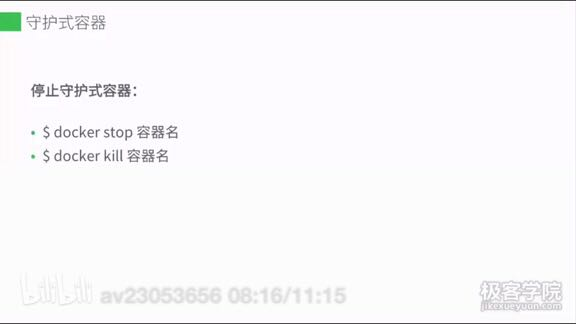 守护式容器
停止守护式容器：
• $ docker stop 容器名
• $ docker kill 容器名
bilibili av23053656 08:16/11:15
极客学院
jikexueyuan.com